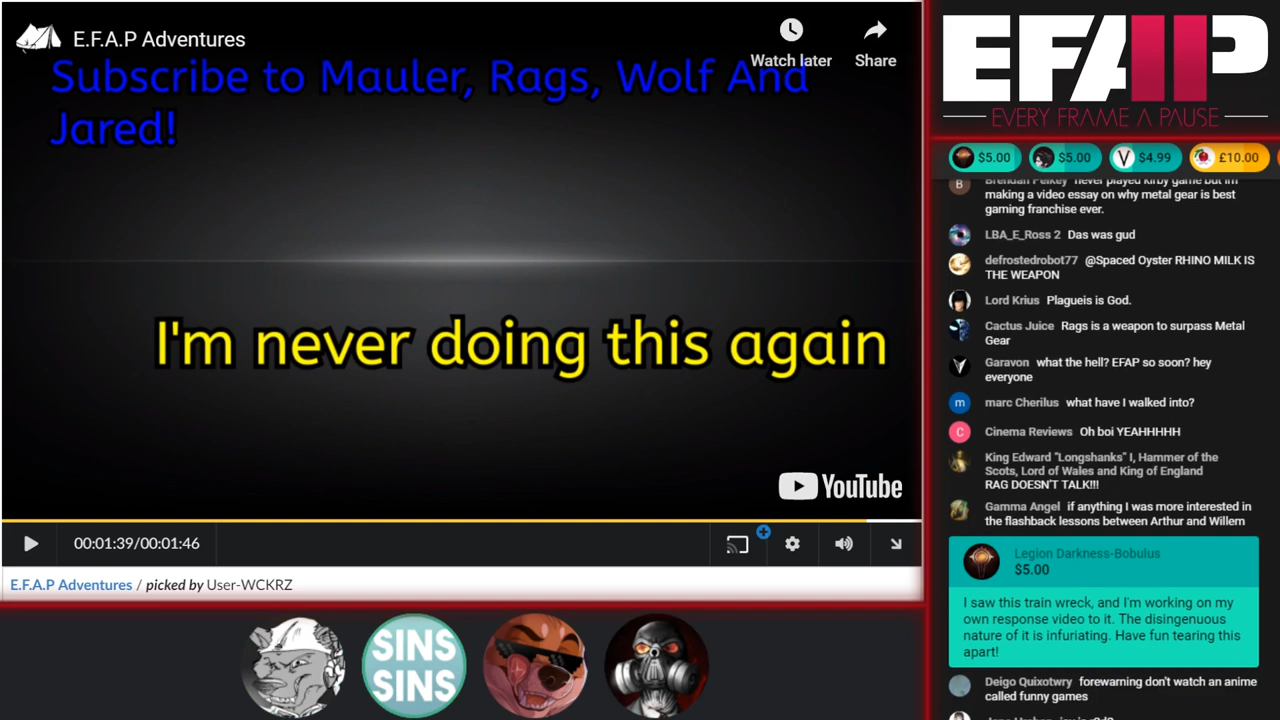 E.F.A.P Adventures
Watch later
Share
Subscribe to Mauler, Rags, Wolf And
Jared!
I'm never doing this again
YouTube
00:01:39/00:01:46
E.F.A.P Adventures / picked by User-WCKRZ
SINS
SINS
EFAP
EVERY FRAME A PAUSE
$5.00
$5.00
V $4.99
£10.00
B Brendan Pelkey never played kirby game but im
making a video essay on why metal gear is best
gaming franchise ever.
LBA_E_Ross 2 Das was gud
defrostedrobot77 @Spaced Oyster RHINO MILK IS
THE WEAPON
Lord Krius Plagueis is God.
Cactus Juice Rags is a weapon to surpass Metal
Gear
Garavon what the hell? EFAP so soon? hey
everyone
m marc Cherilus what have I walked into?
C Cinema Reviews Oh boi YEAHHHHH
King Edward "Longshanks" I, Hammer of the
Scots, Lord of Wales and King of England
RAG DOESN'T TALK!!!
Gamma Angel if anything I was more interested in
the flashback lessons between Arthur and Willem
Legion Darkness-Bobulus
$5.00
I saw this train wreck, and I'm working on my
own response video to it. The disingenuous
nature of it is infuriating. Have fun tearing this
apart!
Deigo Quixotwry forewarning don't watch an anime
called funny games